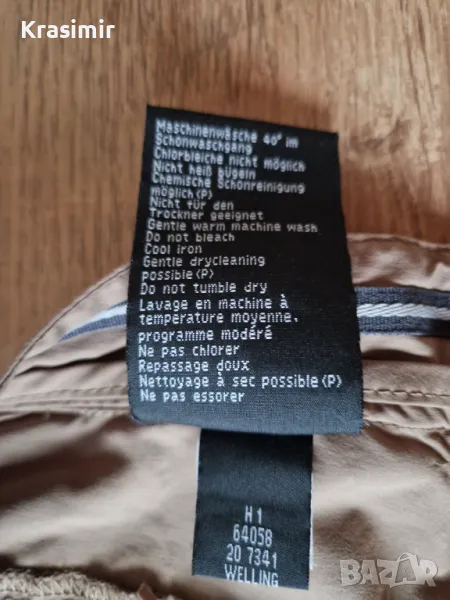 Krasimir
Maschinenwäsche 40° im
Schonwaschgang
Chlorbleiche nicht möglich
Nicht heiß bügeln
Chemische Schonreinigung
möglich(P)
Nicht für den
Trockner geeignet
Gentle warm machine wash
Do not bleach
Cool iron
Gentle drycleaning
possible(P)
Do not tumble dry
Lavage en machine à
température moyenne,
programme modéré
Ne pas chlorer
Repassage doux
Nettoyage à sec possible(P)
Ne pas essorer
H1
64058
20 7341
WELLING
BAZAR